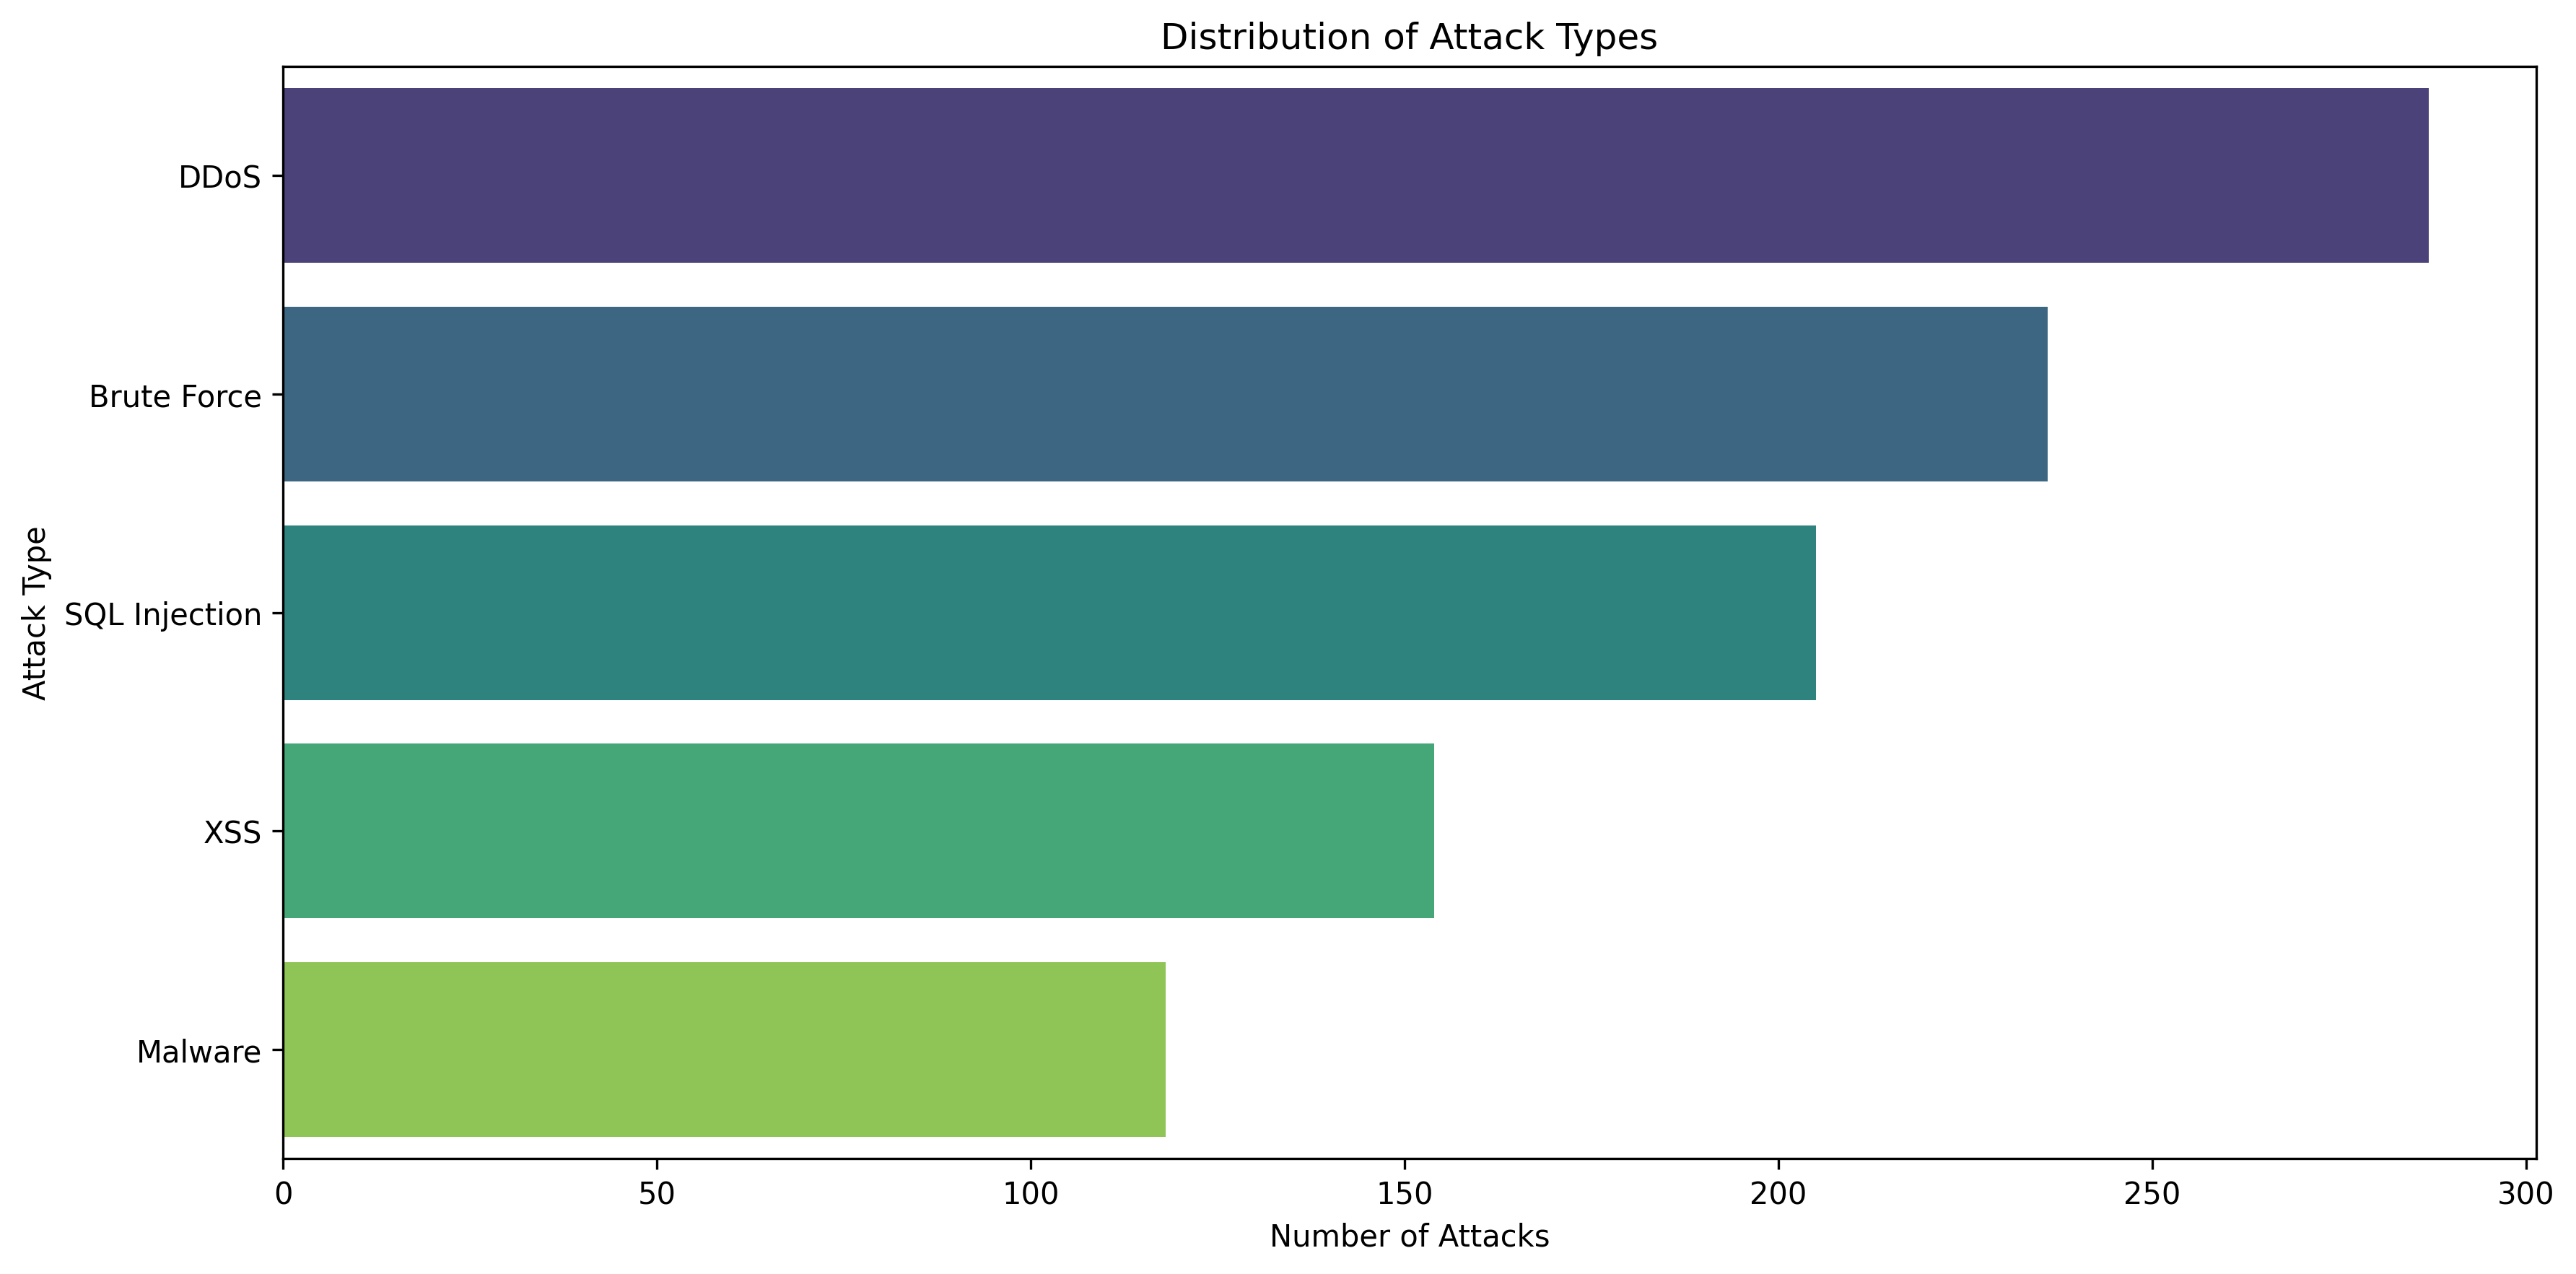 Distribution of Attack Types
Attack Type
DDoS
Brute Force
SQL Injection
XSS
Malware
0 50 100 150 200 250 300
Number of Attacks